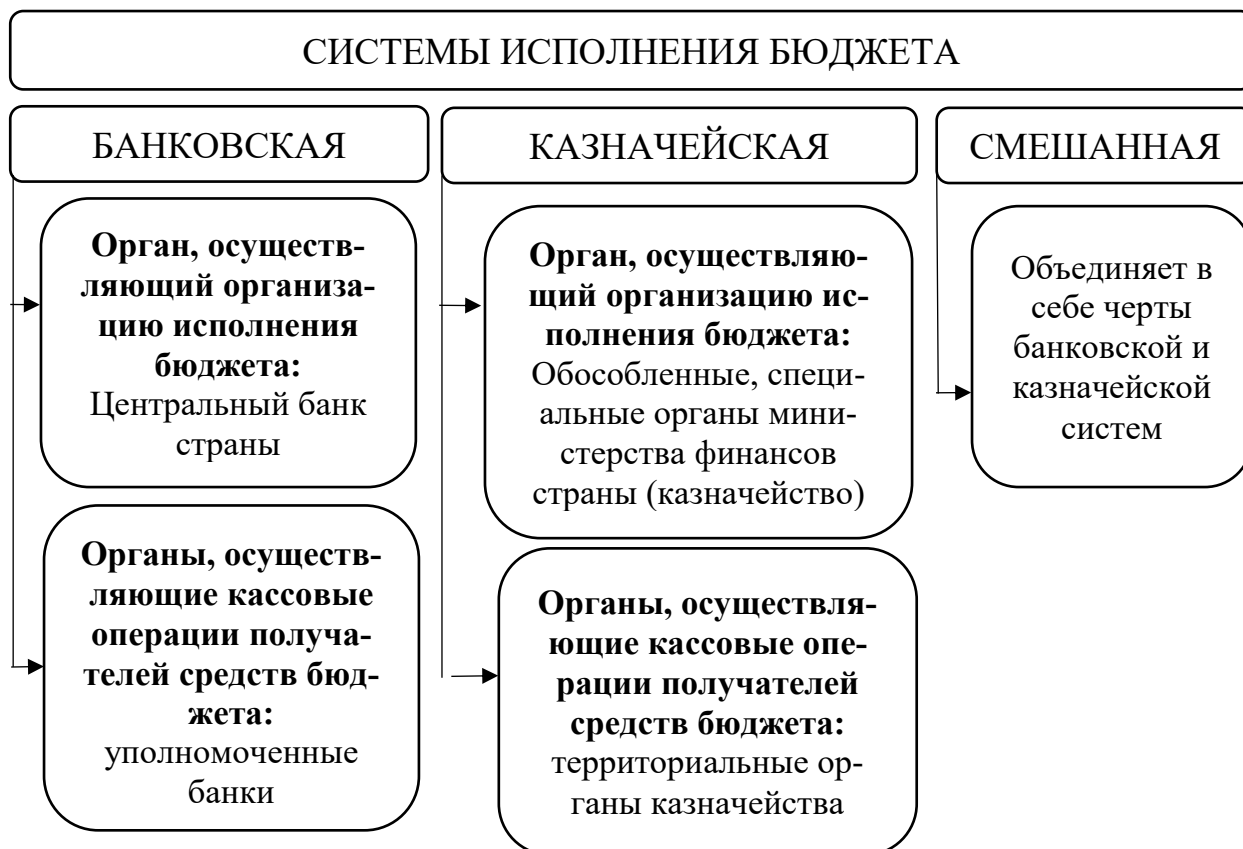 СИСТЕМЫ ИСПОЛНЕНИЯ БЮДЖЕТА
БАНКОВСКАЯ
Орган, осуществ-
ляющий организа-
цию исполнения
бюджета:
Центральный банк
страны
Органы, осуществ-
ляющие кассовые
операции получа-
телей средств бюд-
жета:
уполномоченные
банки
КАЗНАЧЕЙСКАЯ
Орган, осуществляю-
щий организацию ис-
полнения бюджета:
Обособленные, специ-
альные органы мини-
стерства финансов
страны (казначейство)
Органы, осуществля-
ющие кассовые опе-
рации получателей
средств бюджета:
территориальные ор-
ганы казначейства
СМЕШАННАЯ
Объединяет в
себе черты
банковской и
казначейской
систем